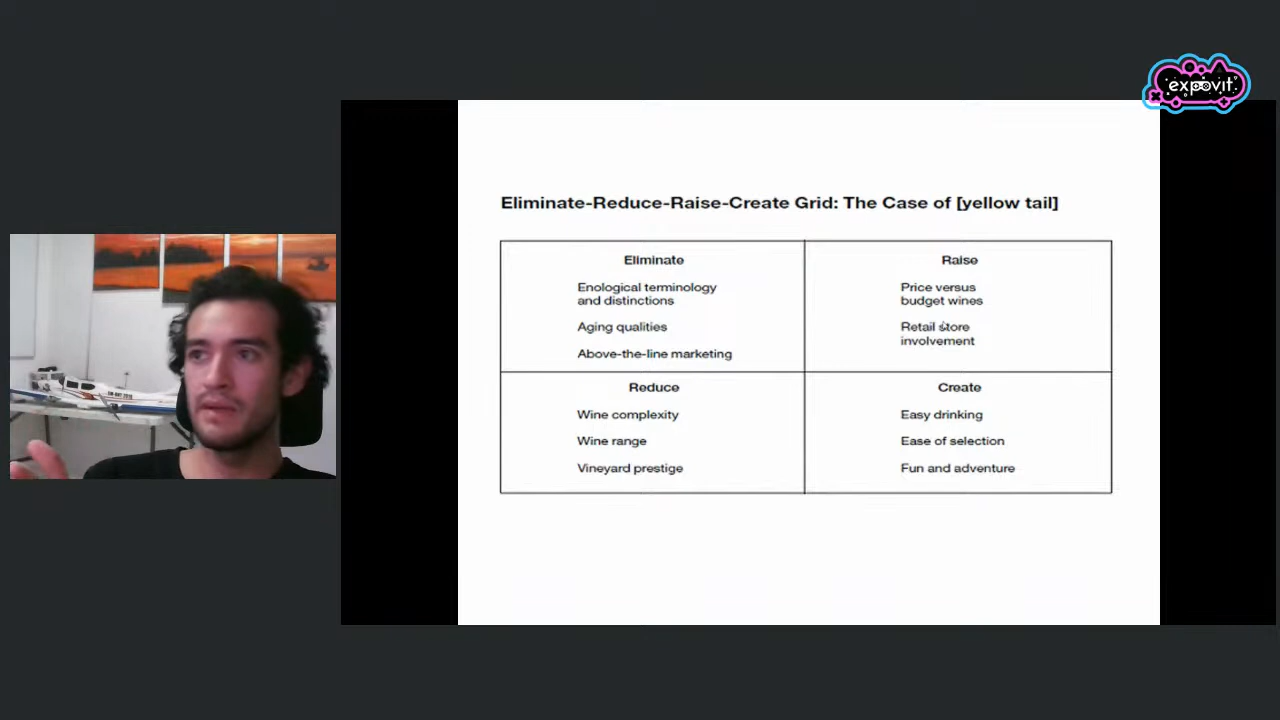 expovit
Eliminate-Reduce-Raise-Create Grid: The Case of [yellow tail]
Eliminate
Enological terminology
and distinctions
Aging qualities
Above-the-line marketing
Raise
Price versus
budget wines
Retail store
involvement
Reduce
Wine complexity
Wine range
Vineyard prestige
Create
Easy drinking
Ease of selection
Fun and adventure